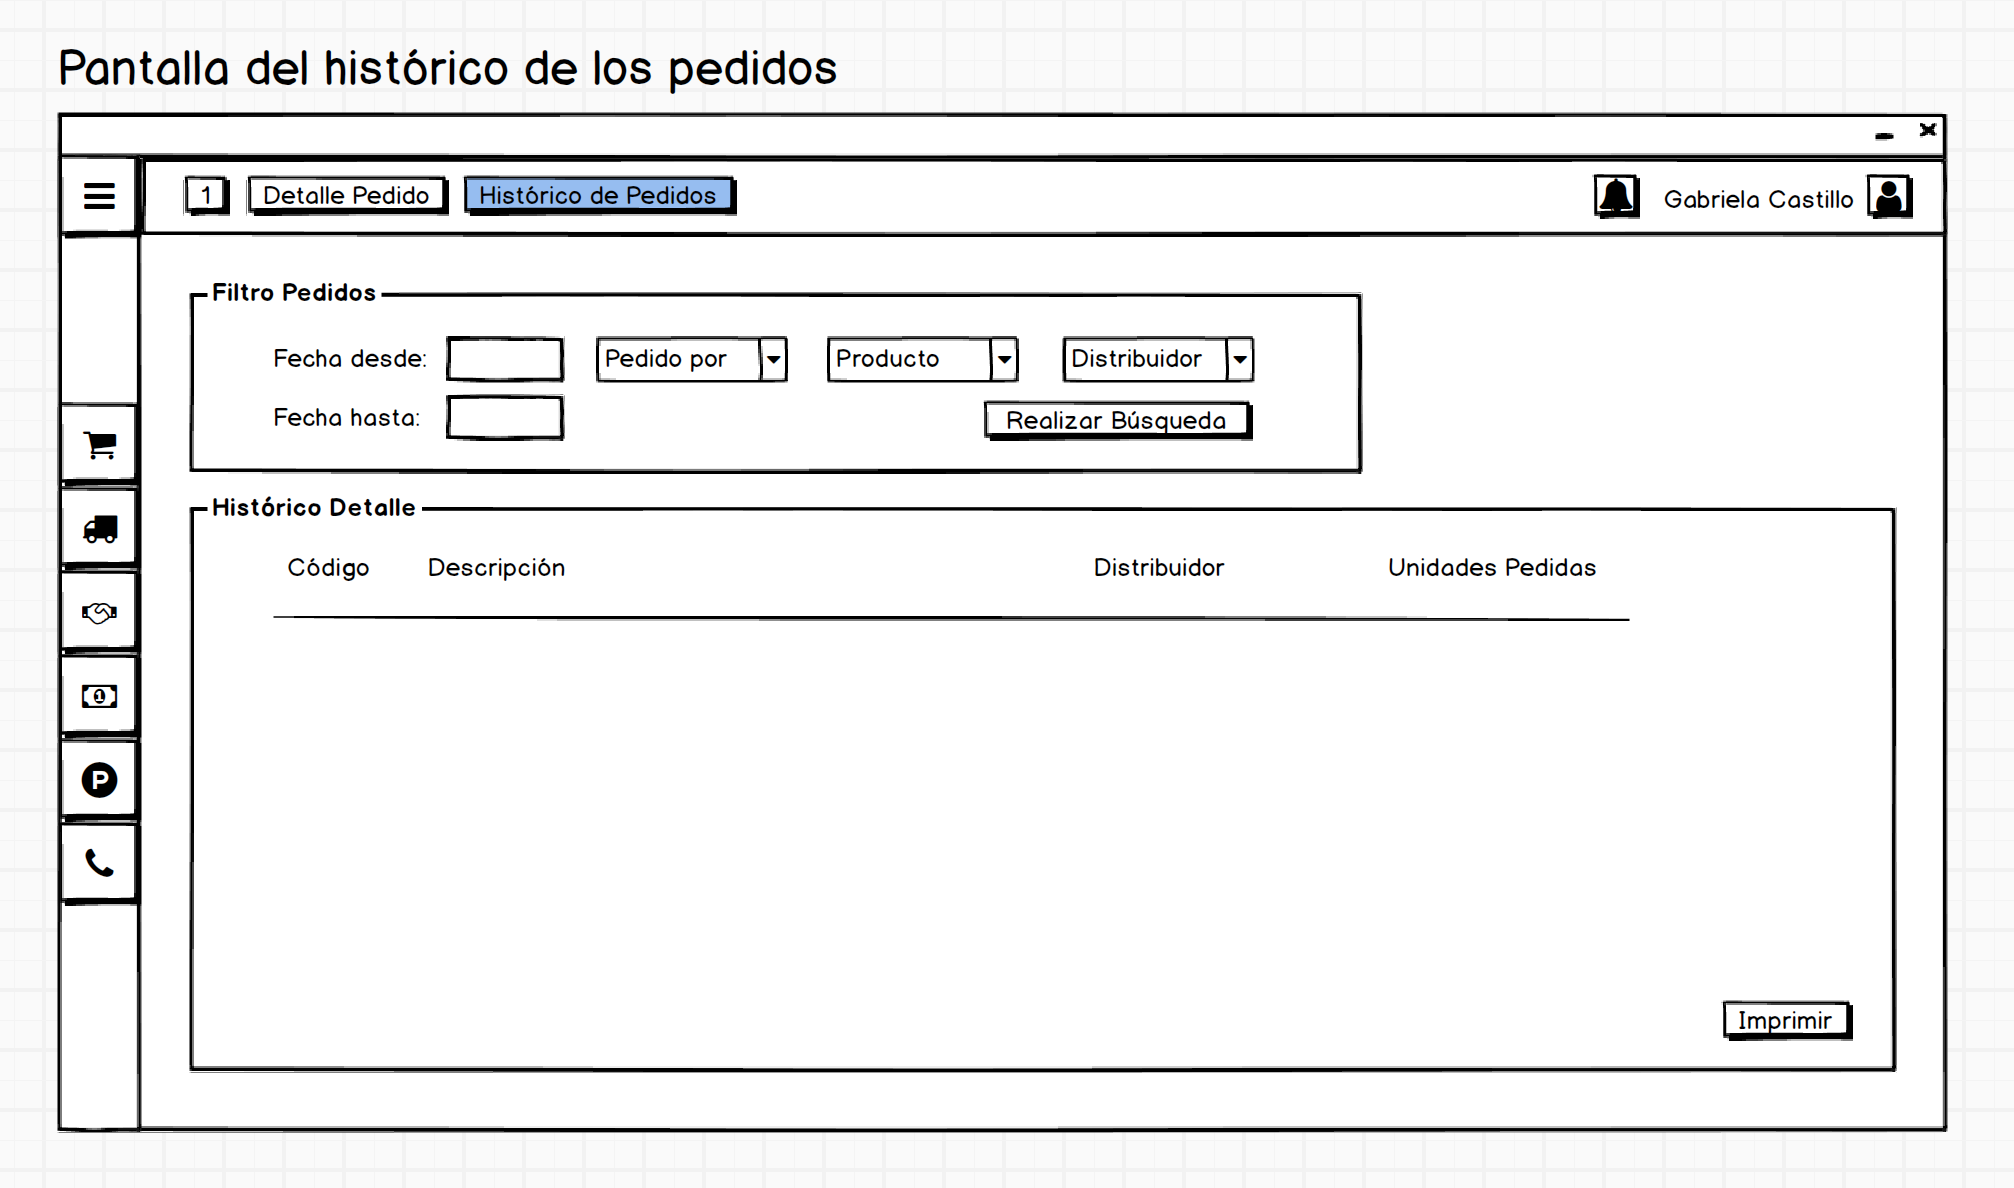 Pantalla del histórico de los pedidos
1 Detalle Pedido Histórico de Pedidos Gabriela Castillo
Filtro Pedidos
Fecha desde: Pedido por Producto Distribuidor
Fecha hasta: Realizar Búsqueda
Histórico Detalle
Código Descripción Distribuidor Unidades Pedidas
1
P
Imprimir